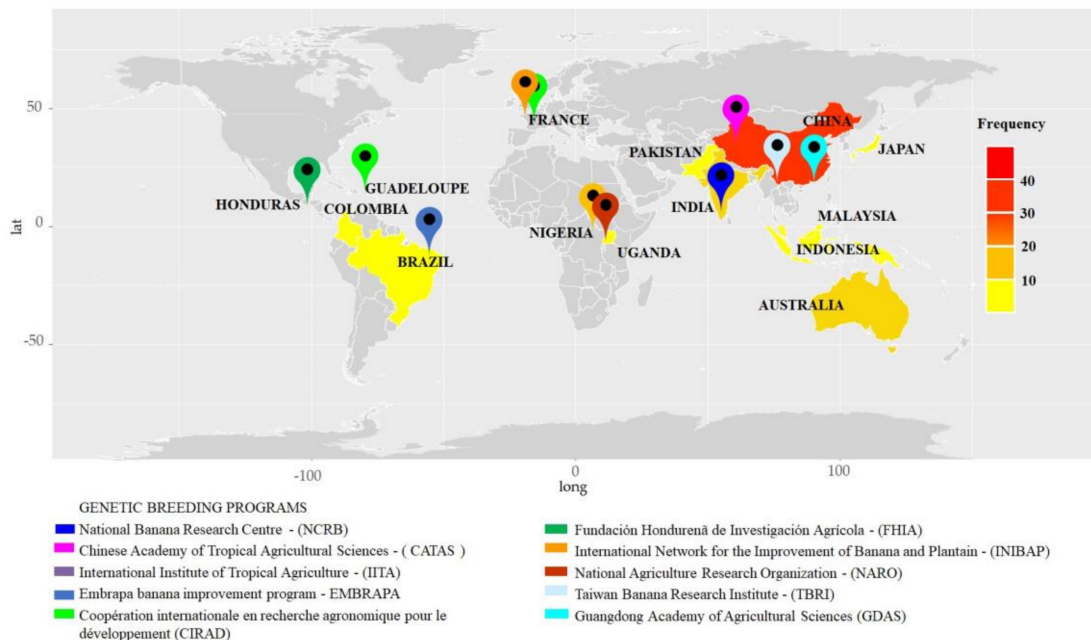 50
0
-50
lat
-100
0
100
long
FRANCE
CHINA
PAKISTAN
JAPAN
GUADELOUPE
HONDURAS
COLOMBIA
INDIA
MALAYSIA
NIGERIA
UGANDA
INDONESIA
BRAZIL
AUSTRALIA
Frequency
40
30
20
10
GENETIC BREEDING PROGRAMS
National Banana Research Centre - (NCRB)
Chinese Academy of Tropical Agricultural Sciences - ( CATAS )
International Institute of Tropical Agriculture - (IITA)
Embrapa banana improvement program - EMBRAPA
Coopération internationale en recherche agronomique pour le
développement (CIRAD)
Fundación Hondurenã de Investigación Agrícola - (FHIA)
International Network for the Improvement of Banana and Plantain - (INIBAP)
National Agriculture Research Organization - (NARO)
Taiwan Banana Research Institute - (TBRI)
Guangdong Academy of Agricultural Sciences (GDAS)